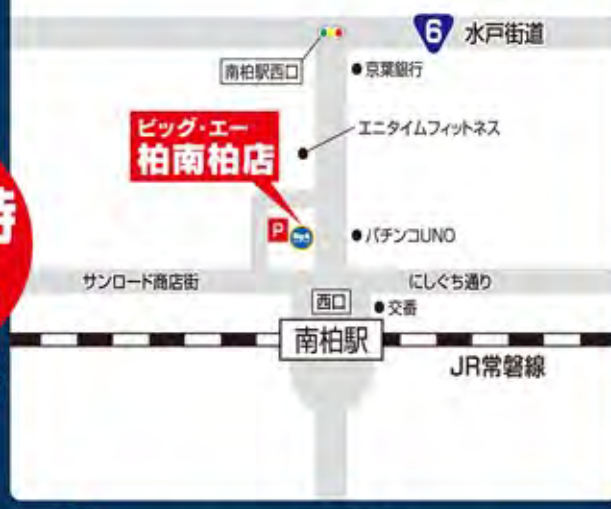 6 水戸街道
南柏駅西口
京葉銀行
エニタイムフィットネス
ビッグ・エー
柏南柏店
時
P
パチンコUNO
サンロード商店街
にしぐち通り
西口
交番
南柏駅
JR常磐線